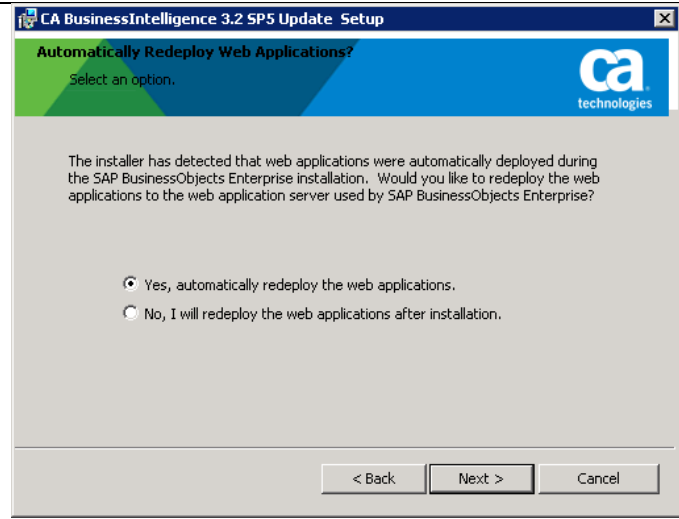 CA BusinessIntelligence 3.2 SP5 Update Setup
Automatically Redeploy Web Applications?
Select an option.
ca
technologies
The installer has detected that web applications were automatically deployed during
the SAP BusinessObjects Enterprise installation. Would you like to redeploy the web
applications to the web application server used by SAP BusinessObjects Enterprise?
Yes, automatically redeploy the web applications.
No, I will redeploy the web applications after installation.
< Back Next > Cancel